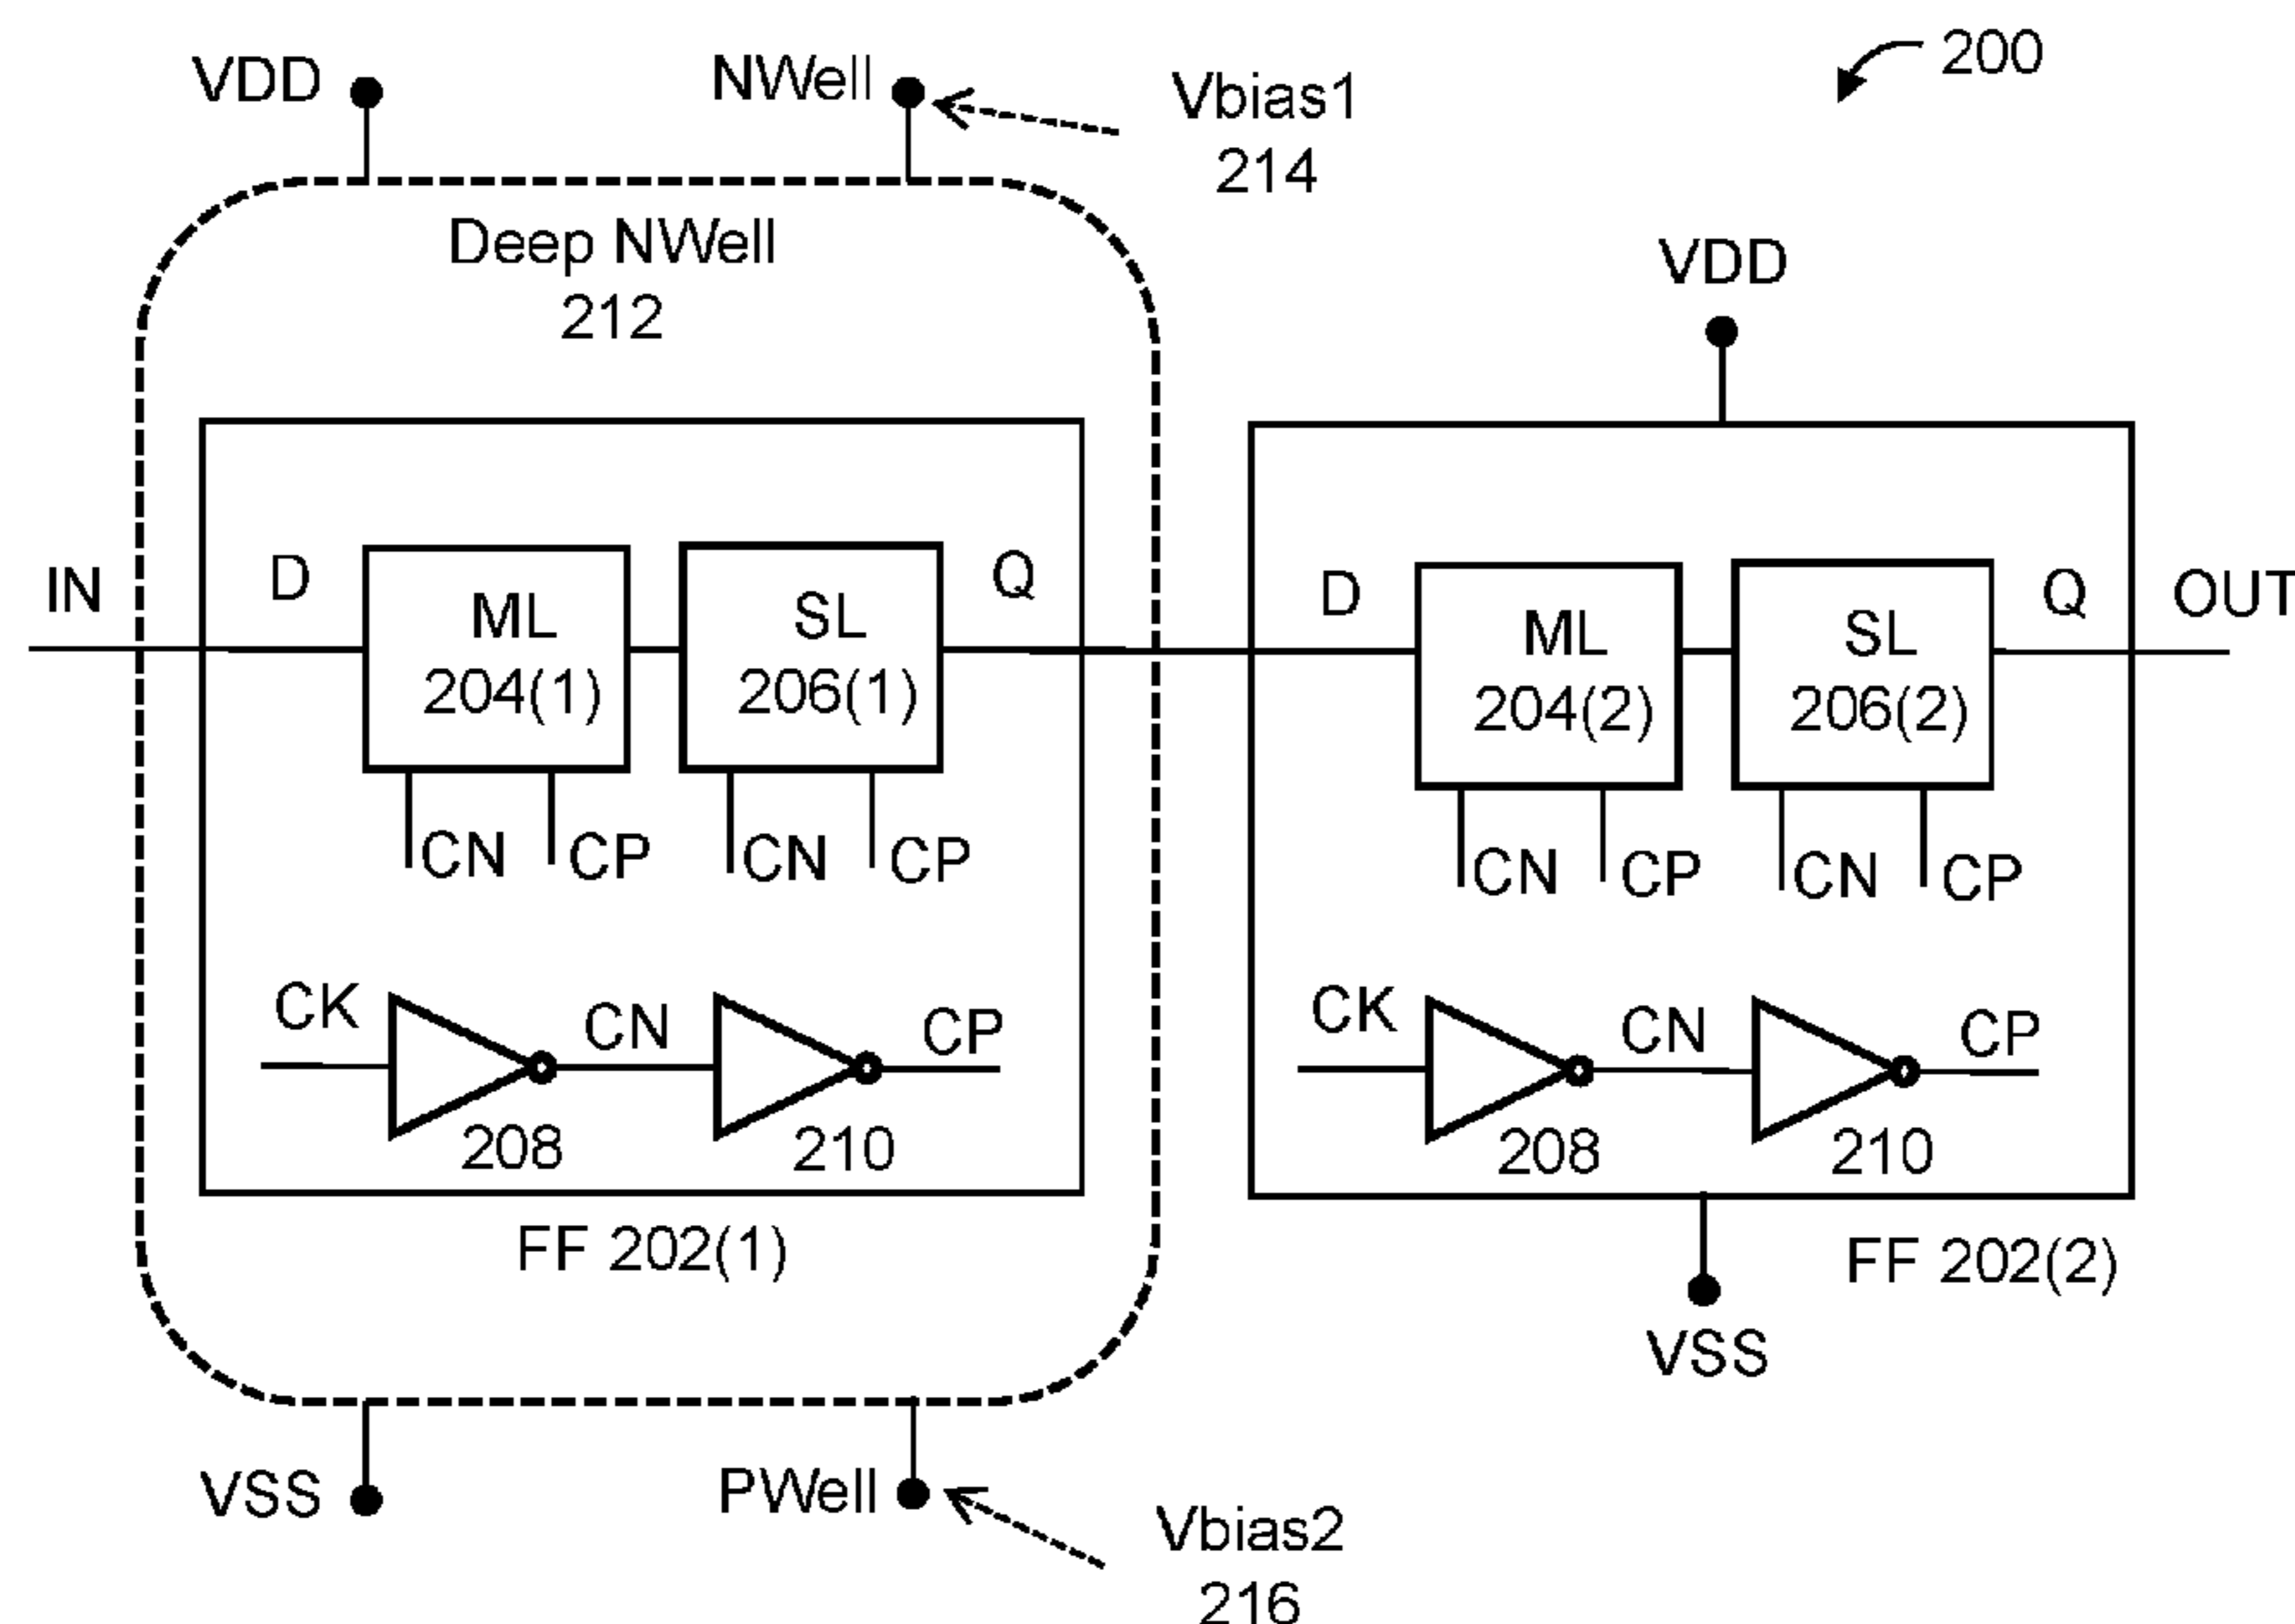 200
VDD
NWell
Vbias1
214
Deep NWell
212
VDD
IN
D
ML
204(1)
SL
206(1)
Q
D
ML
204(2)
SL
206(2)
Q
OUT
CN
CP
CN
CP
CN
CP
CN
CP
CK
CN
CP
CK
CN
CP
208
210
208
210
FF 202(1)
FF 202(2)
VSS
VSS
PWell
Vbias2
216